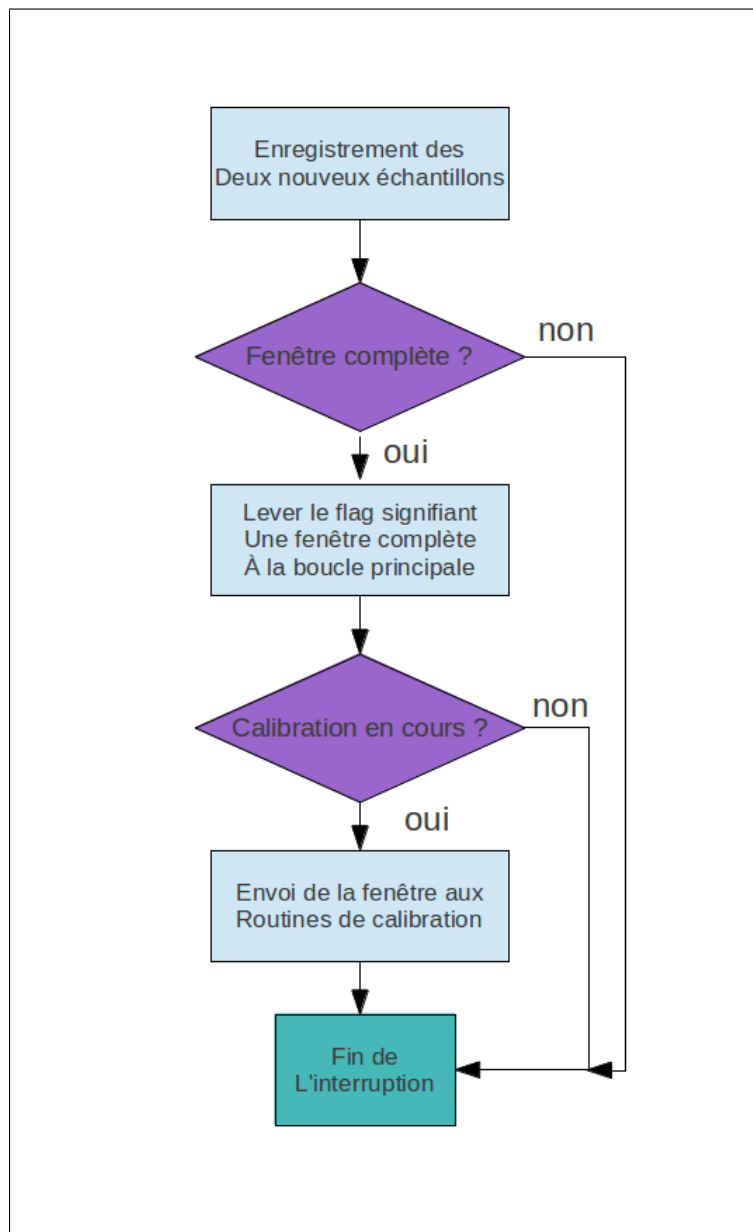 Enregistrement des
Deux nouveux échantillons
Fenêtre complète ?
non
oui
Lever le flag signifiant
Une fenêtre complète
À la boucle principale
Calibration en cours ?
non
oui
Envoi de la fenêtre aux
Routines de calibration
Fin de
L'interruption